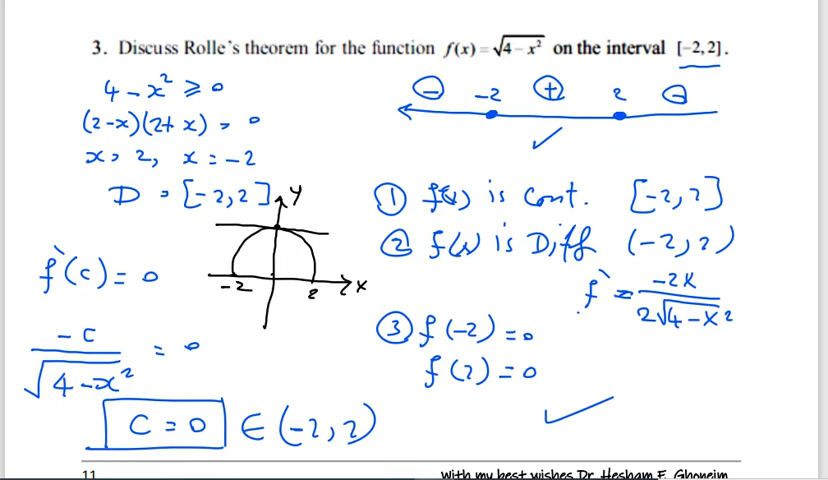 3. Discuss Rolle's theorem for the function f(x) = √4 − x² on the interval [−2, 2].
4 − x² ⩾ 0
(2-x)(2+x) = 0
x = 2, x = -2
D = [-2, 2]
− -2 + 2 −
① f(x) is Cont. [-2, 2]
② f(x) is Diff (-2, 2)
f` = -2x / 2√4-x²
③ f(-2) = 0
f(2) = 0
y
-2 2 x
f`(c) = 0
-c / √4-x² = 0
C = 0 ∈ (-2, 2)
11
With my best wishes Dr. Hesham F. Ghoneim